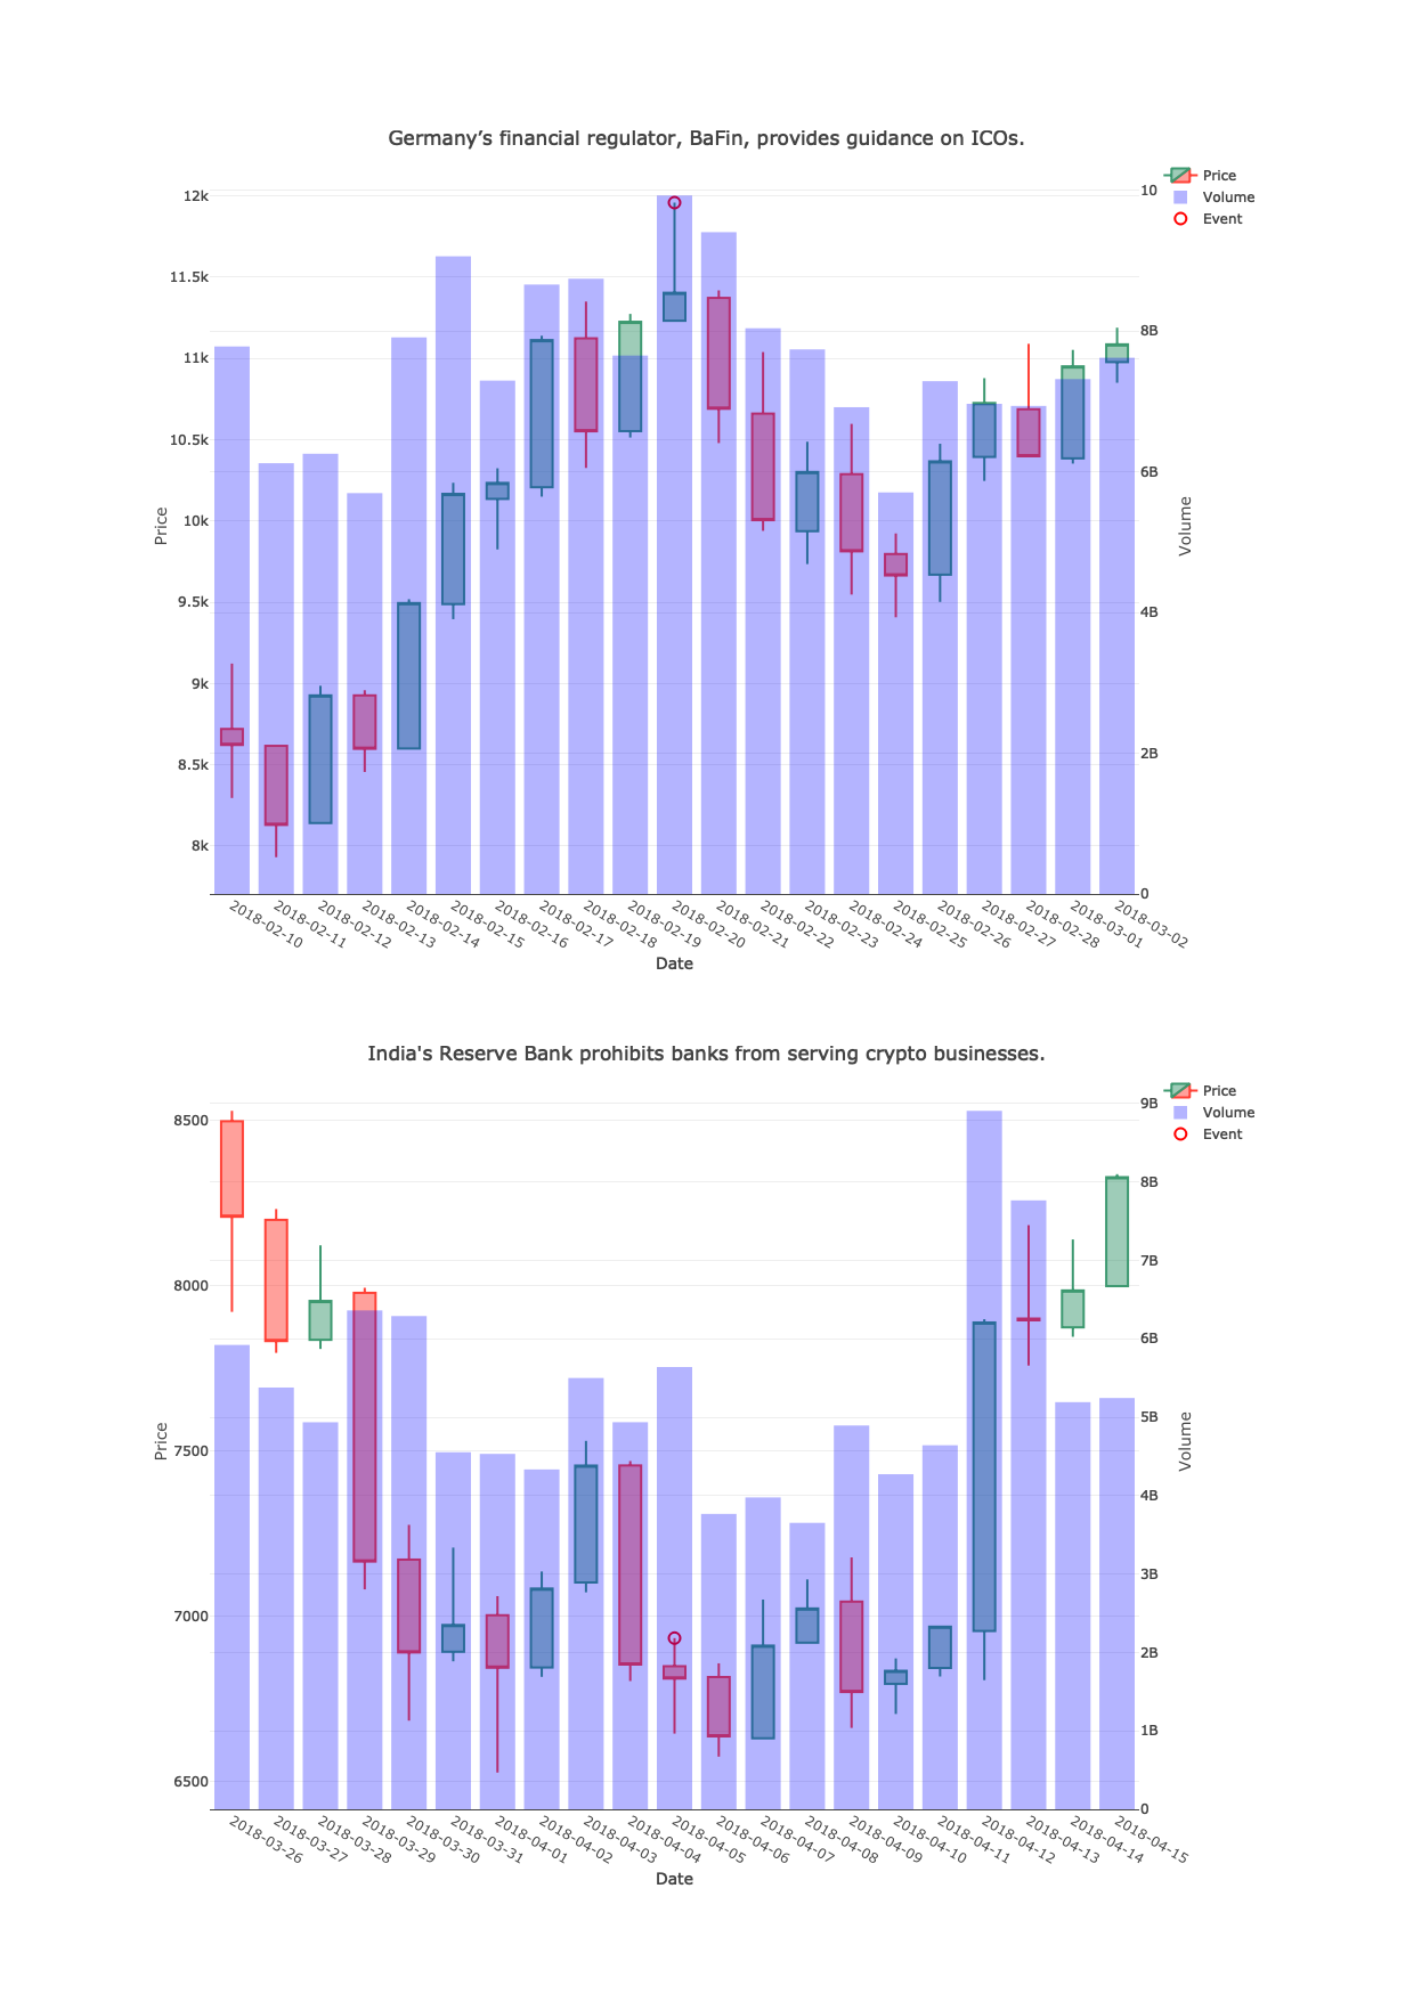 Germany’s financial regulator, BaFin, provides guidance on ICOs.
Price
Volume
Event
12k
11.5k
11k
10.5k
10k
9.5k
9k
8.5k
8k
Price
10
8B
6B
4B
2B
0
Volume
2018-02-10
2018-02-11
2018-02-12
2018-02-13
2018-02-14
2018-02-15
2018-02-16
2018-02-17
2018-02-18
2018-02-19
2018-02-20
2018-02-21
2018-02-22
2018-02-23
2018-02-24
2018-02-25
2018-02-26
2018-02-27
2018-02-28
2018-03-01
2018-03-02
Date
India's Reserve Bank prohibits banks from serving crypto businesses.
Price
Volume
Event
8500
8000
7500
7000
6500
Price
9B
8B
7B
6B
5B
4B
3B
2B
1B
0
Volume
2018-03-26
2018-03-27
2018-03-28
2018-03-29
2018-03-30
2018-03-31
2018-04-01
2018-04-02
2018-04-03
2018-04-04
2018-04-05
2018-04-06
2018-04-07
2018-04-08
2018-04-09
2018-04-10
2018-04-11
2018-04-12
2018-04-13
2018-04-14
2018-04-15
Date